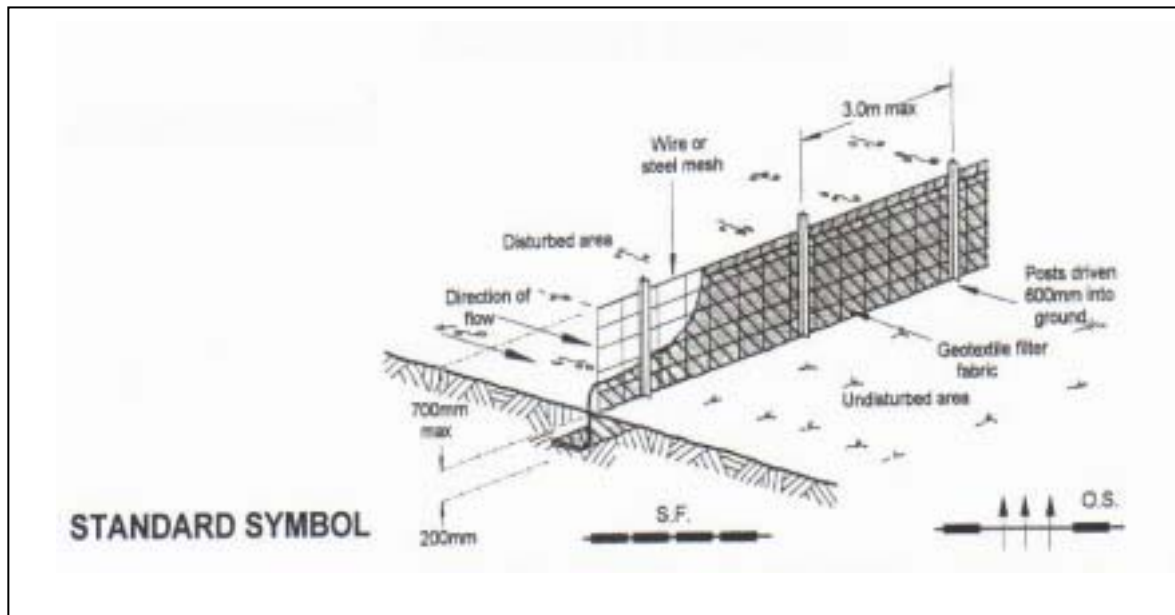 3.0m max
Wire or
steel mesh
Disturbed area
Direction of
flow
Posts driven
600mm into
ground
Geotextile filter
fabric
Undisturbed area
700mm
max
200mm
STANDARD SYMBOL
S.F.
O.S.